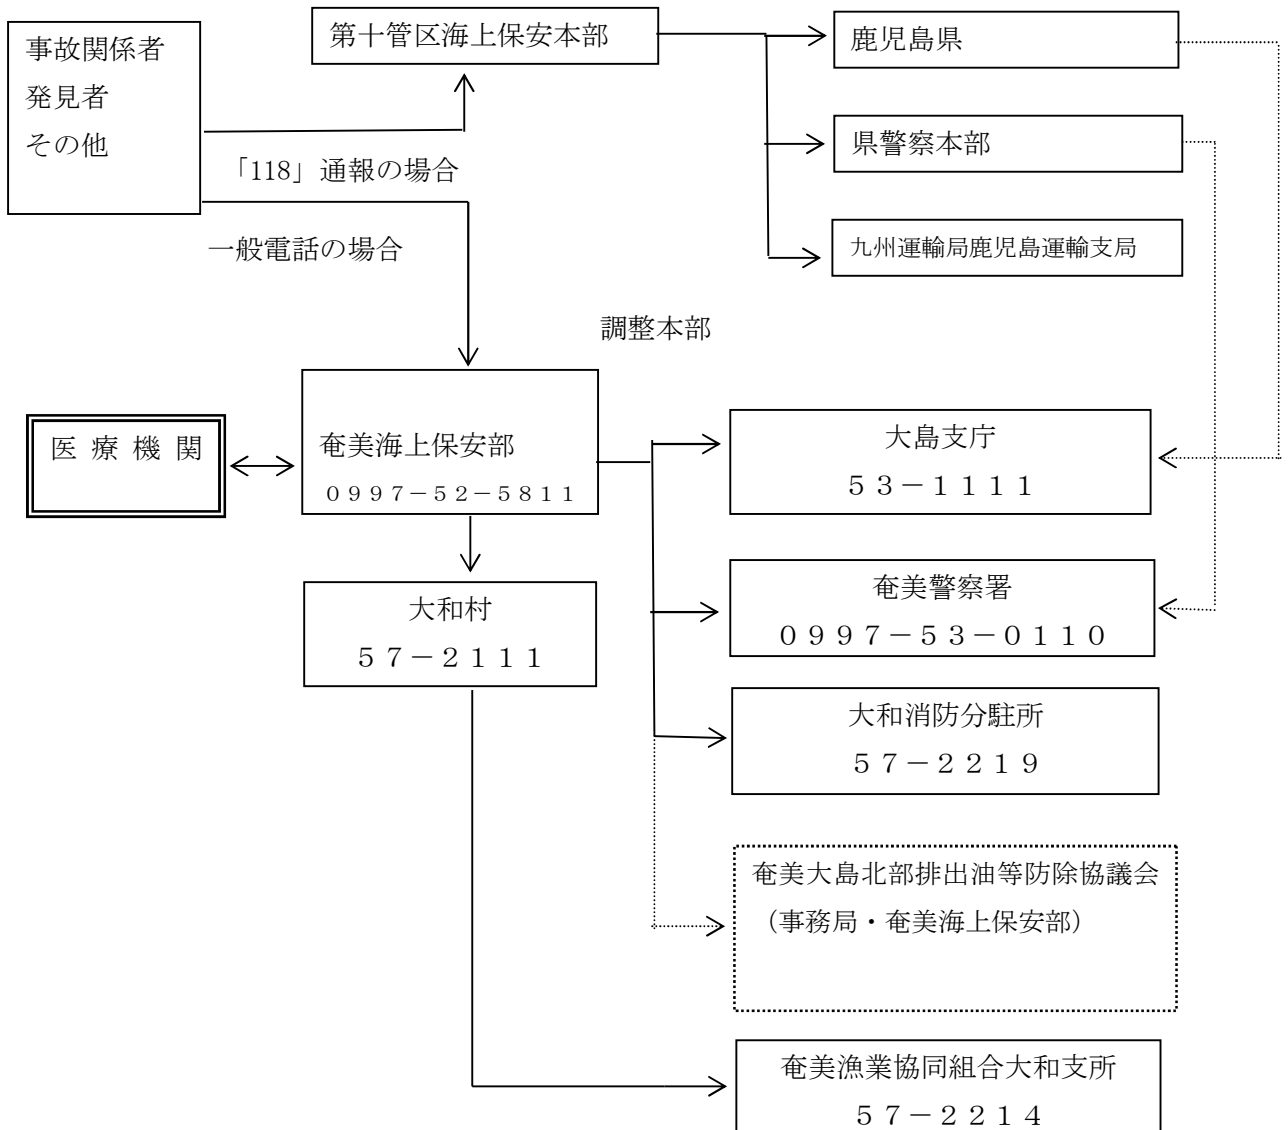 事故関係者
発見者
その他
第十管区海上保安本部
鹿児島県
県警察本部
九州運輸局鹿児島運輸支局
「118」通報の場合
一般電話の場合
調整本部
医 療 機 関
奄美海上保安部
０９９７－５２－５８１１
大島支庁
５３－１１１１
大和村
５７－２１１１
奄美警察署
０９９７－５３－０１１０
大和消防分駐所
５７－２２１９
奄美大島北部排出油等防除協議会
（事務局・奄美海上保安部）
奄美漁業協同組合大和支所
５７－２２１４